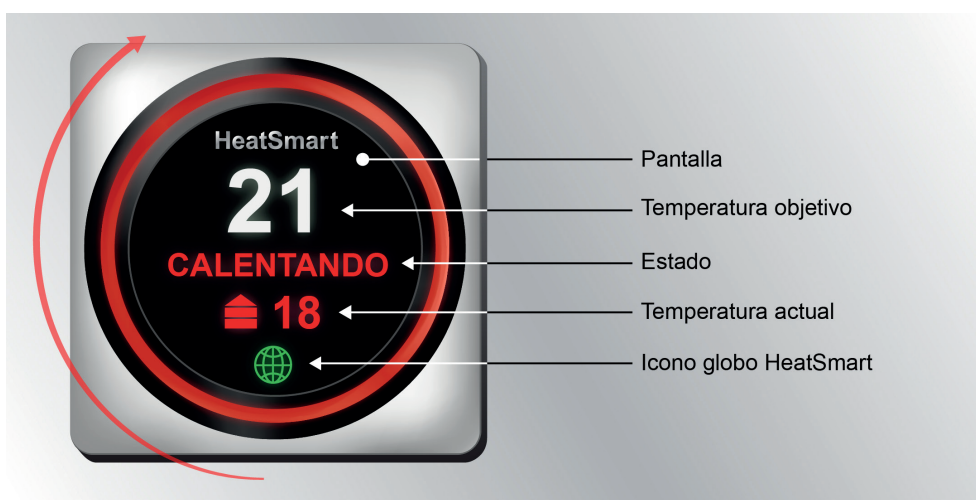 HeatSmart
21
CALENTANDO
18
Pantalla
Temperatura objetivo
Estado
Temperatura actual
Icono globo HeatSmart